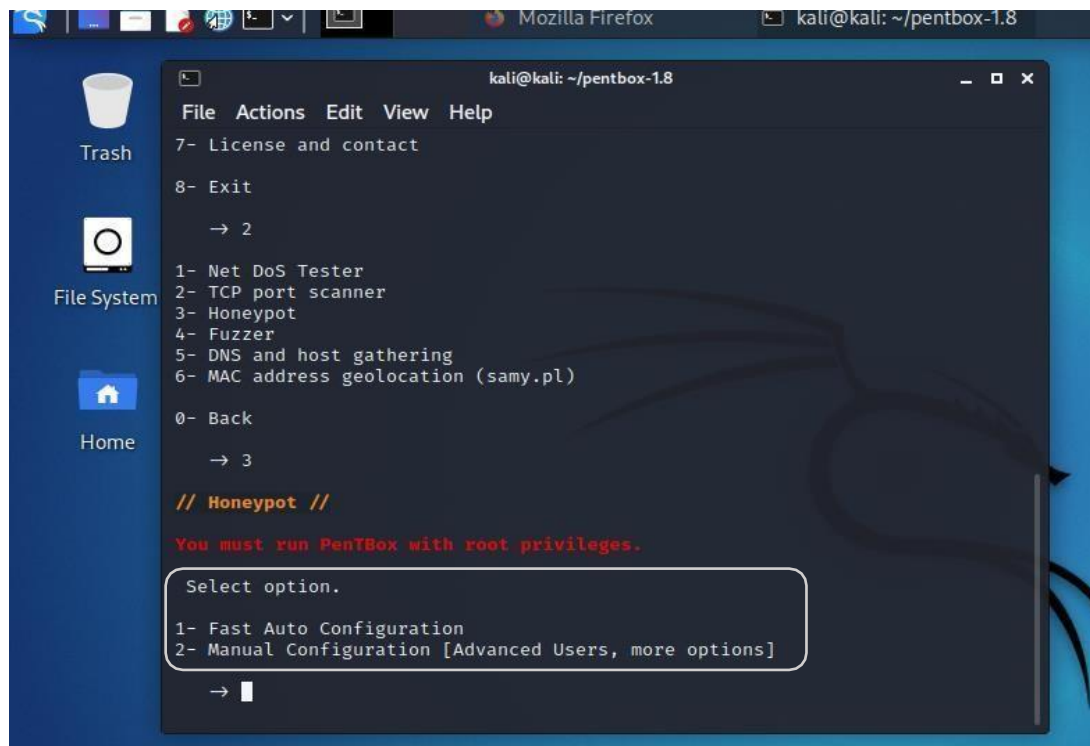 Mozilla Firefox
kali@kali: ~/pentbox-1.8
kali@kali: ~/pentbox-1.8
File Actions Edit View Help
Trash
7- License and contact
8- Exit
→ 2
1- Net DoS Tester
2- TCP port scanner
File System
3- Honeypot
4- Fuzzer
5- DNS and host gathering
6- MAC address geolocation (samy.pl)
0- Back
Home
→ 3
// Honeypot //
You must run PenTBox with root privileges.
Select option.
1- Fast Auto Configuration
2- Manual Configuration [Advanced Users, more options]
→